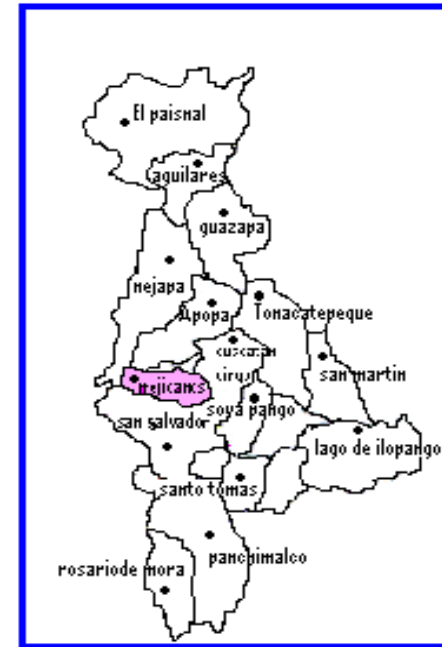 El paisnal
aguilares
guazapa
nejapa
Apopa
Tonacatepeque
cuscatan
san martin
mejicanos
soya pango
san salvador
lago de ilopango
santo tomas
panchimalco
rosariode mora